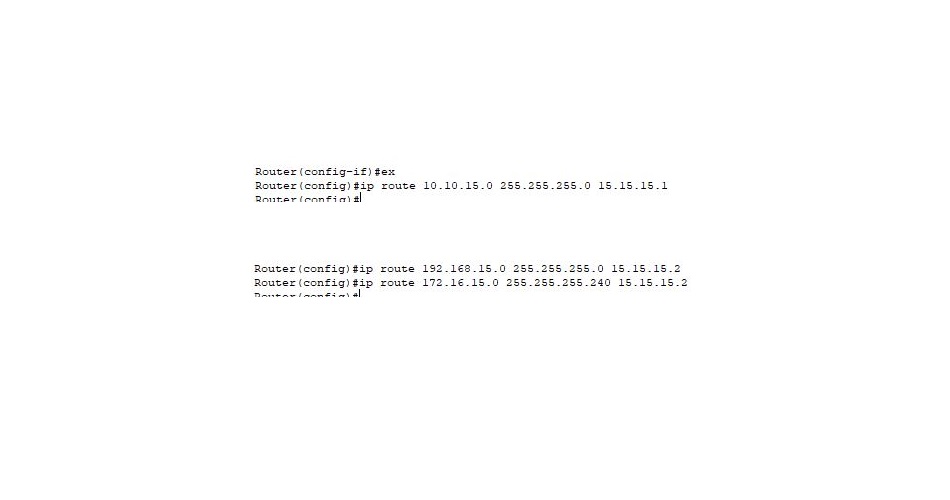 Router(config-if)#ex
Router(config)#ip route 10.10.15.0 255.255.255.0 15.15.15.1
Router(config)#
Router(config)#ip route 192.168.15.0 255.255.255.0 15.15.15.2
Router(config)#ip route 172.16.15.0 255.255.255.240 15.15.15.2
Router(config)#